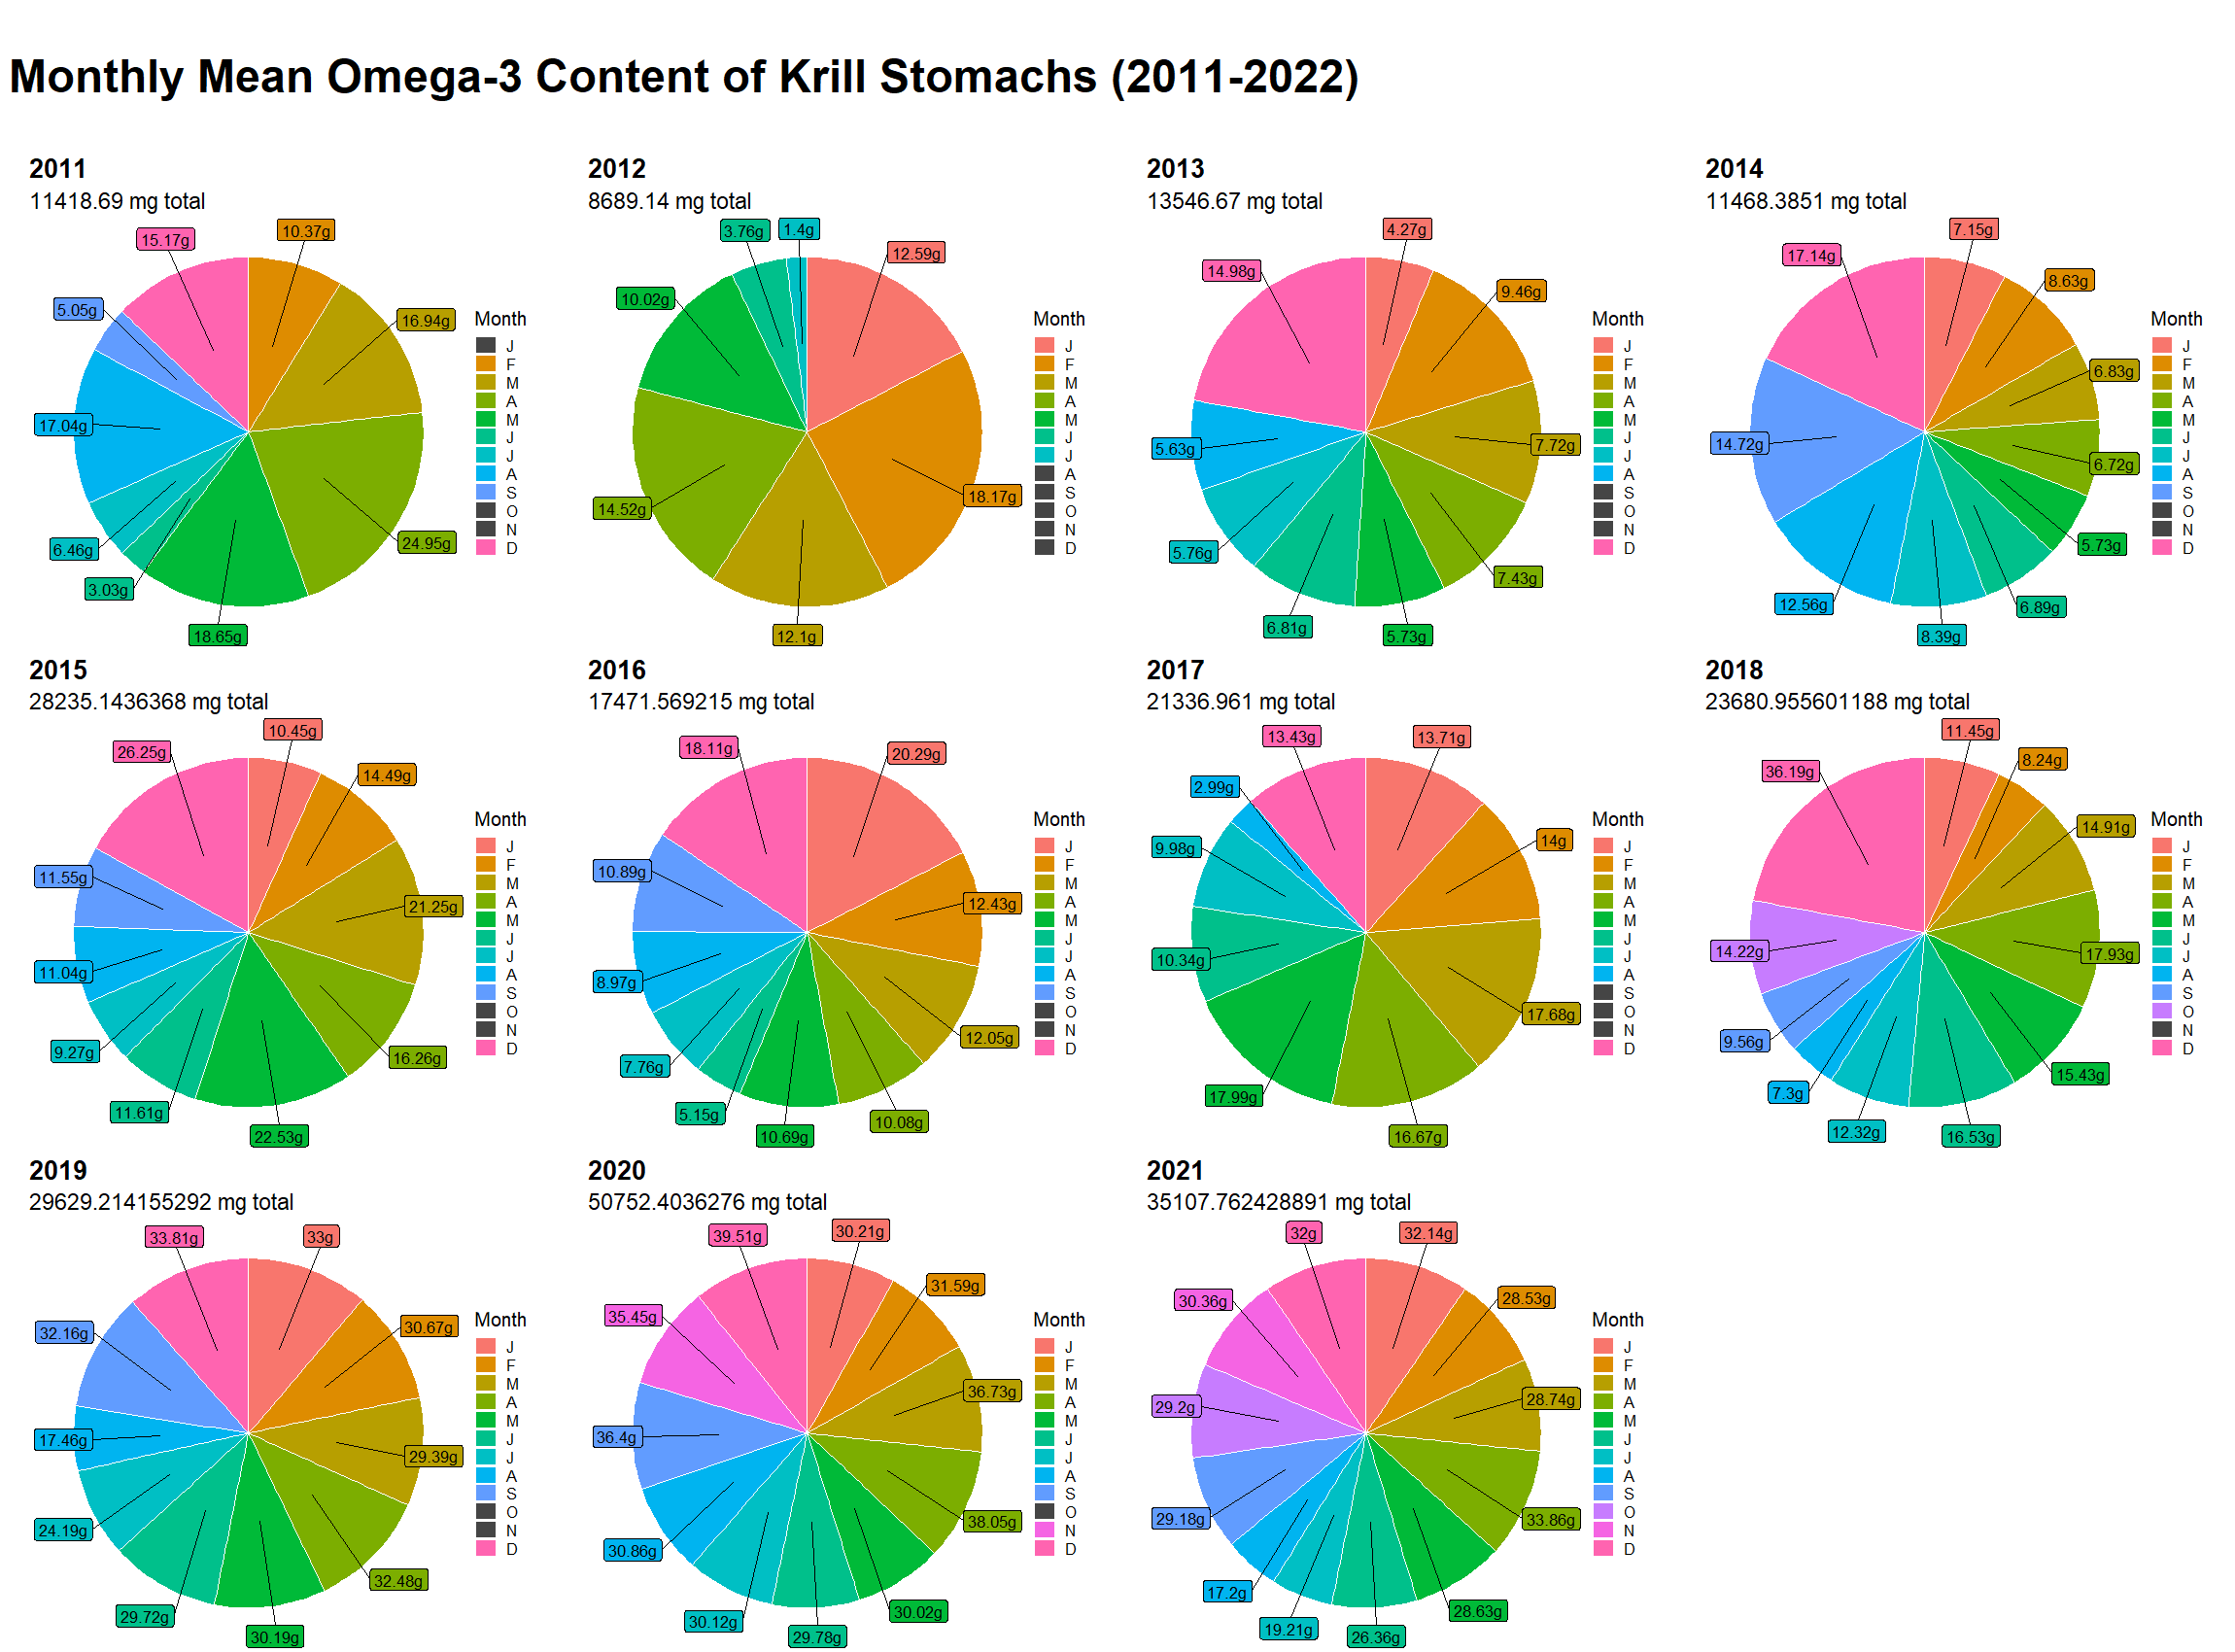 Monthly Mean Omega-3 Content of Krill Stomachs (2011-2022)
2011
11418.69 mg total
15.17g
10.37g
5.05g
16.94g
17.04g
24.95g
6.46g
3.03g
18.65g
Month
J
F
M
A
M
J
J
A
S
O
N
D
2012
8689.14 mg total
3.76g
1.4g
12.59g
10.02g
18.17g
14.52g
12.1g
Month
J
F
M
A
M
J
J
A
S
O
N
D
2013
13546.67 mg total
4.27g
14.98g
9.46g
7.72g
5.63g
5.76g
7.43g
6.81g
5.73g
Month
J
F
M
A
M
J
J
A
S
O
N
D
2014
11468.3851 mg total
7.15g
17.14g
8.63g
6.83g
14.72g
6.72g
5.73g
12.56g
6.89g
8.39g
Month
J
F
M
A
M
J
J
A
S
O
N
D
2015
28235.1436368 mg total
10.45g
26.25g
14.49g
11.55g
21.25g
11.04g
9.27g
16.26g
11.61g
22.53g
Month
J
F
M
A
M
J
J
A
S
O
N
D
2016
17471.569215 mg total
18.11g
20.29g
10.89g
12.43g
8.97g
12.05g
7.76g
5.15g
10.08g
10.69g
Month
J
F
M
A
M
J
J
A
S
O
N
D
2017
21336.961 mg total
13.43g
13.71g
2.99g
14g
9.98g
10.34g
17.68g
17.99g
16.67g
Month
J
F
M
A
M
J
J
A
S
O
N
D
2018
23680.955601188 mg total
11.45g
8.24g
36.19g
14.91g
14.22g
17.93g
9.56g
15.43g
7.3g
12.32g
16.53g
Month
J
F
M
A
M
J
J
A
S
O
N
D
2019
29629.214155292 mg total
33.81g
33g
32.16g
30.67g
17.46g
29.39g
24.19g
32.48g
29.72g
30.19g
Month
J
F
M
A
M
J
J
A
S
O
N
D
2020
50752.4036276 mg total
39.51g
30.21g
31.59g
35.45g
36.73g
36.4g
38.05g
30.86g
30.02g
30.12g
29.78g
Month
J
F
M
A
M
J
J
A
S
O
N
D
2021
35107.762428891 mg total
32g
32.14g
30.36g
28.53g
29.2g
28.74g
29.18g
33.86g
17.2g
28.63g
19.21g
26.36g
Month
J
F
M
A
M
J
J
A
S
O
N
D